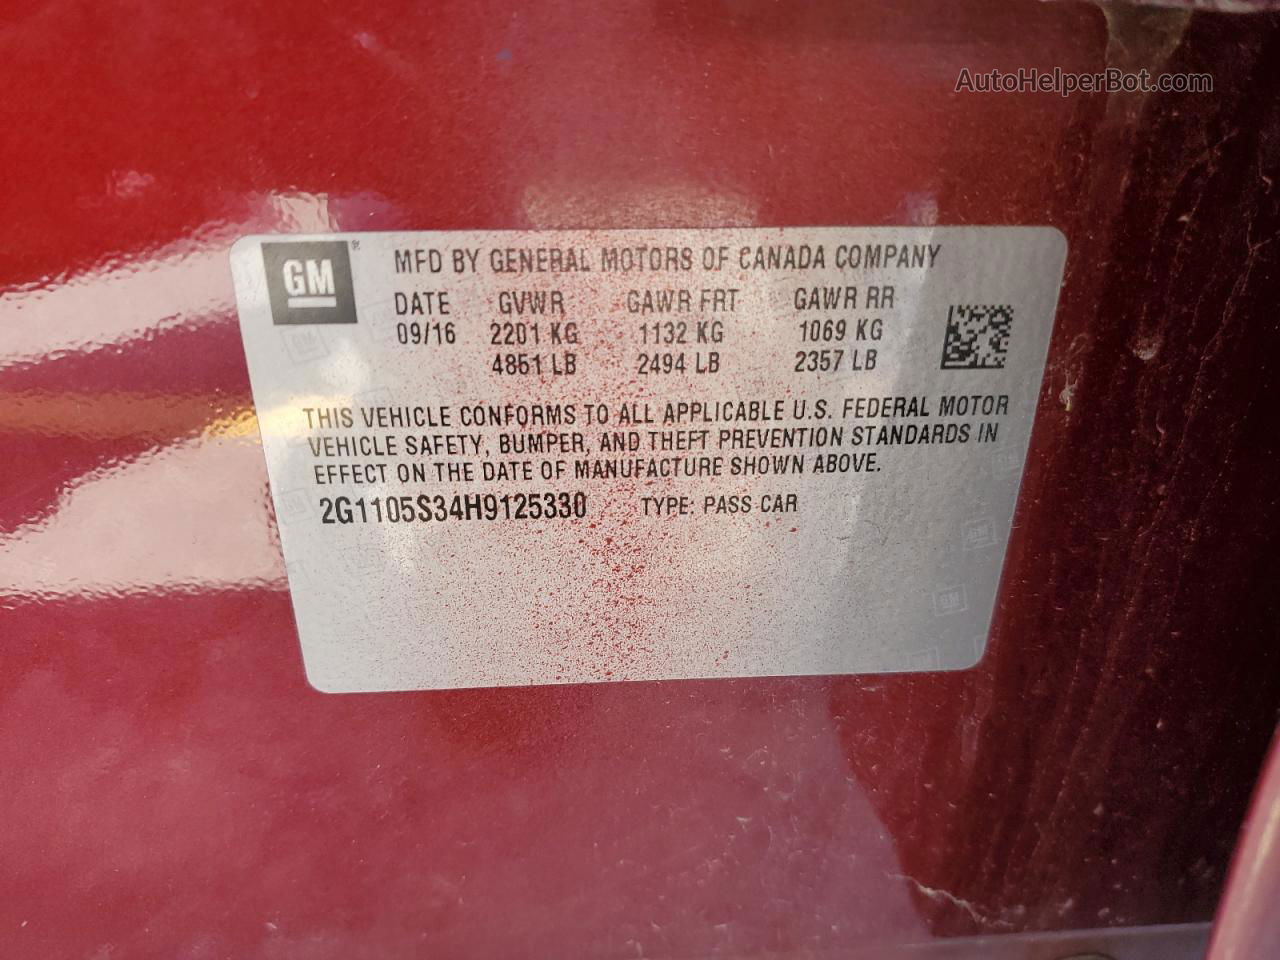 AutoHelperBot.com
GM ®
MFD BY GENERAL MOTORS OF CANADA COMPANY
DATE GVWR GAWR FRT GAWR RR
09/16 2201 KG 1132 KG 1069 KG
4851 LB 2494 LB 2357 LB
THIS VEHICLE CONFORMS TO ALL APPLICABLE U.S. FEDERAL MOTOR
VEHICLE SAFETY, BUMPER, AND THEFT PREVENTION STANDARDS IN
EFFECT ON THE DATE OF MANUFACTURE SHOWN ABOVE.
2G1105S34H9125330 TYPE: PASS CAR
GM